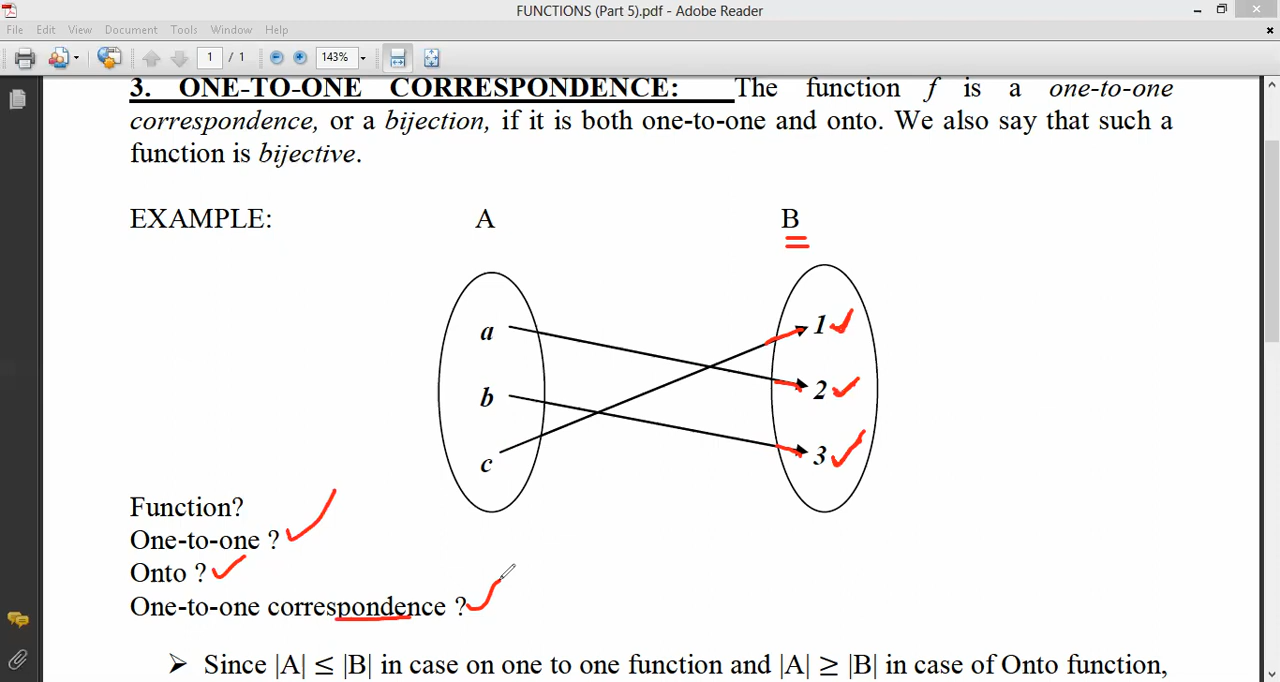 FUNCTIONS (Part 5).pdf - Adobe Reader
File Edit View Document Tools Window Help
1 / 1 143%
3. ONE-TO-ONE CORRESPONDENCE: The function f is a one-to-one
correspondence, or a bijection, if it is both one-to-one and onto. We also say that such a
function is bijective.
EXAMPLE: A B
a 1
b 2
c 3
Function?
One-to-one ?
Onto ?
One-to-one correspondence ?
➢ Since |A| ≤ |B| in case on one to one function and |A| ≥ |B| in case of Onto function,